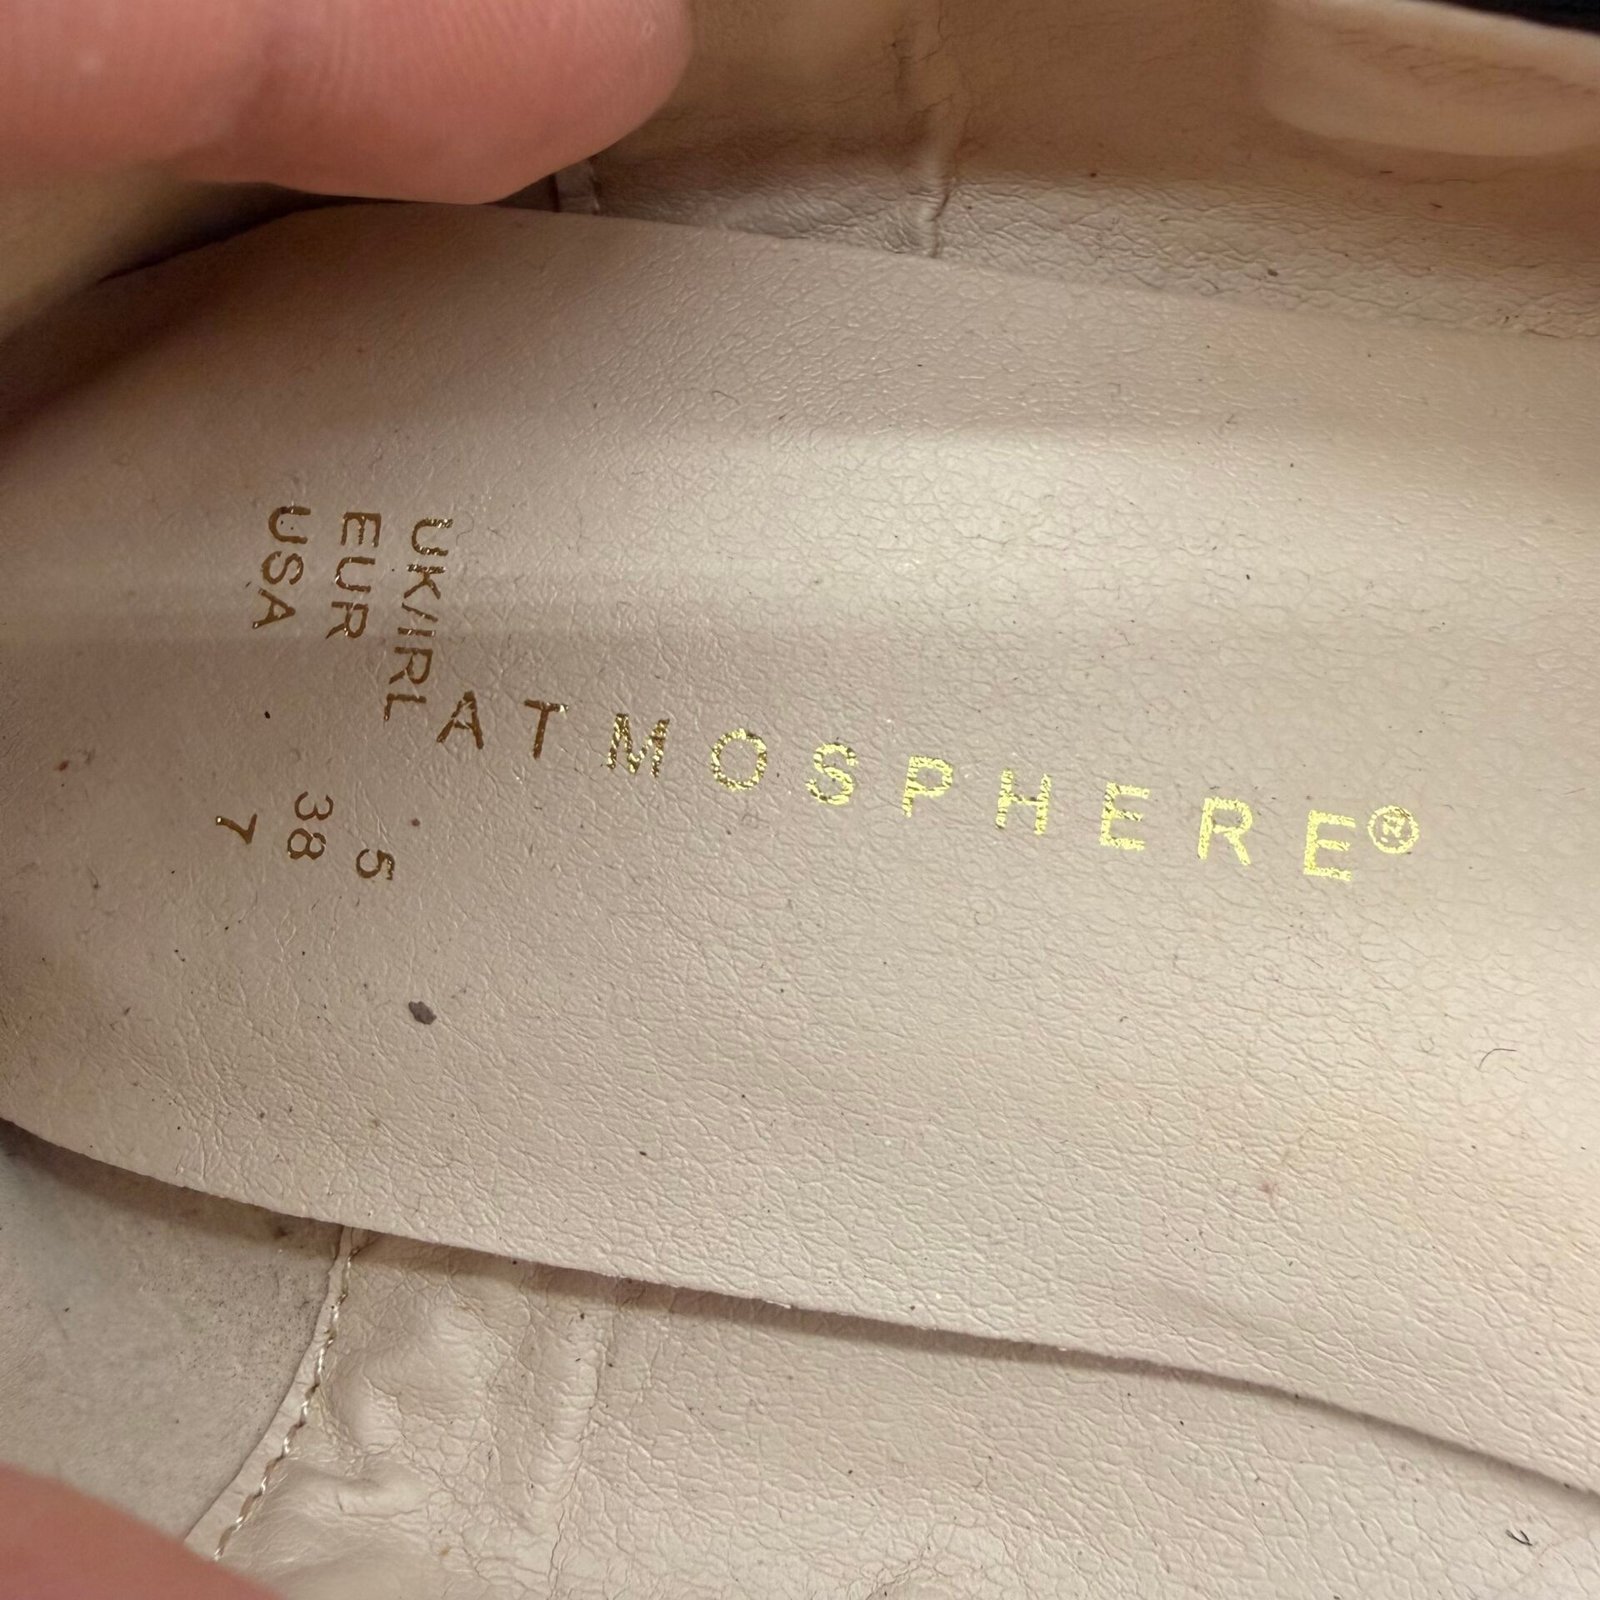 ATMOSPHERE®
UK/IRL 5
EUR 38
USA 7